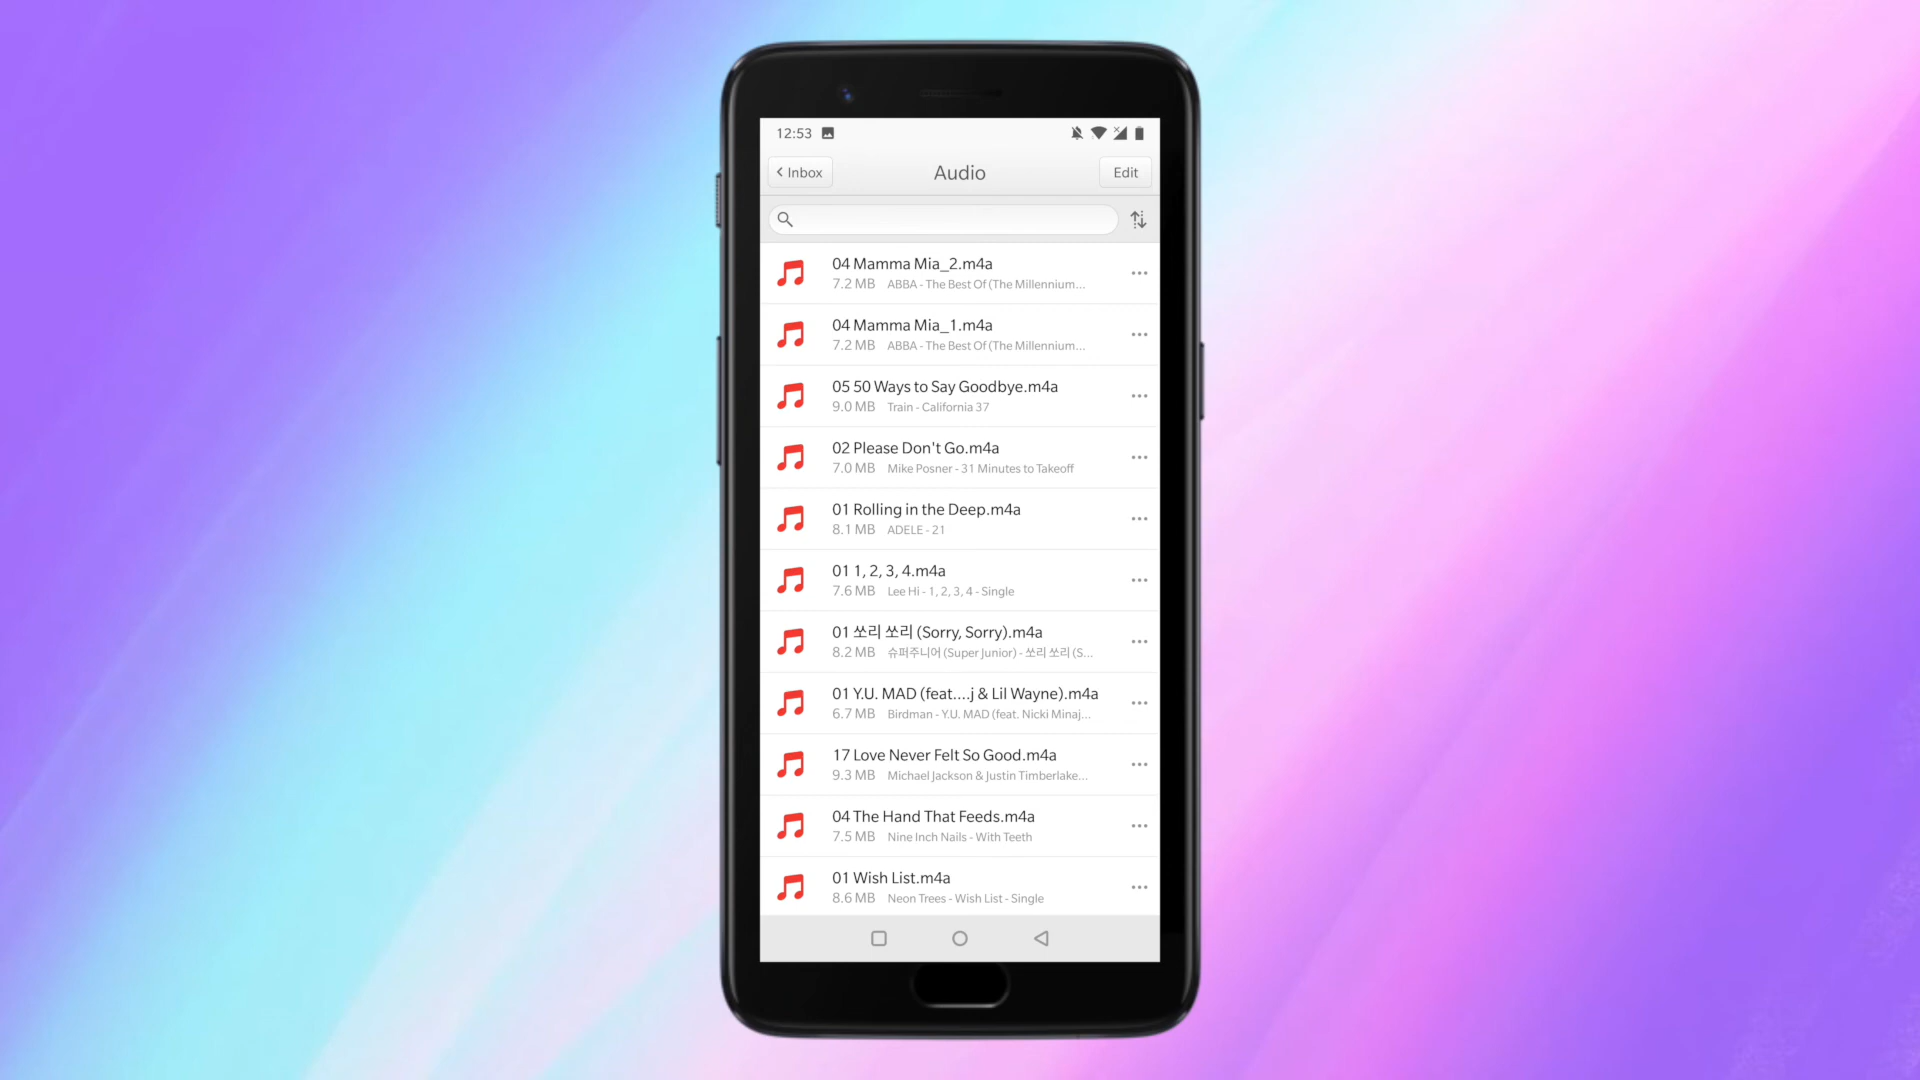 12:53
Inbox
Audio
Edit
04 Mamma Mia_2.m4a
7.2 MB ABBA - The Best Of (The Millennium...
04 Mamma Mia_1.m4a
7.2 MB ABBA - The Best Of (The Millennium...
05 50 Ways to Say Goodbye.m4a
9.0 MB Train - California 37
02 Please Don't Go.m4a
7.0 MB Mike Posner - 31 Minutes to Takeoff
01 Rolling in the Deep.m4a
8.1 MB ADELE - 21
01 1, 2, 3, 4.m4a
7.6 MB Lee Hi - 1, 2, 3, 4 - Single
01 쏘리 쏘리 (Sorry, Sorry).m4a
8.2 MB 슈퍼주니어 (Super Junior) - 쏘리 쏘리 (S...
01 Y.U. MAD (feat....j & Lil Wayne).m4a
6.7 MB Birdman - Y.U. MAD (feat. Nicki Minaj...
17 Love Never Felt So Good.m4a
9.3 MB Michael Jackson & Justin Timberlake...
04 The Hand That Feeds.m4a
7.5 MB Nine Inch Nails - With Teeth
01 Wish List.m4a
8.6 MB Neon Trees - Wish List - Single